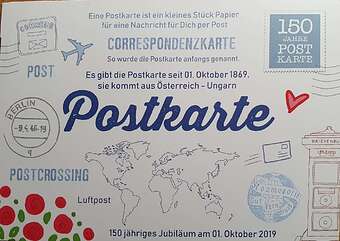 Eine Postkarte ist ein kleines Stück Papier
für eine Nachricht für Dich per Post
CORRESPONDENZKARTE
So wurde die Postkarte anfangs genannt.
150
JAHRE
POST
KARTE
POST
Es gibt die Postkarte seit 01. Oktober 1869,
sie kommt aus Österreich - Ungarn
BERLIN
Postkarte
POSTCROSSING
Luftpost
150 jähriges Jubiläum am 01. Oktober 2019